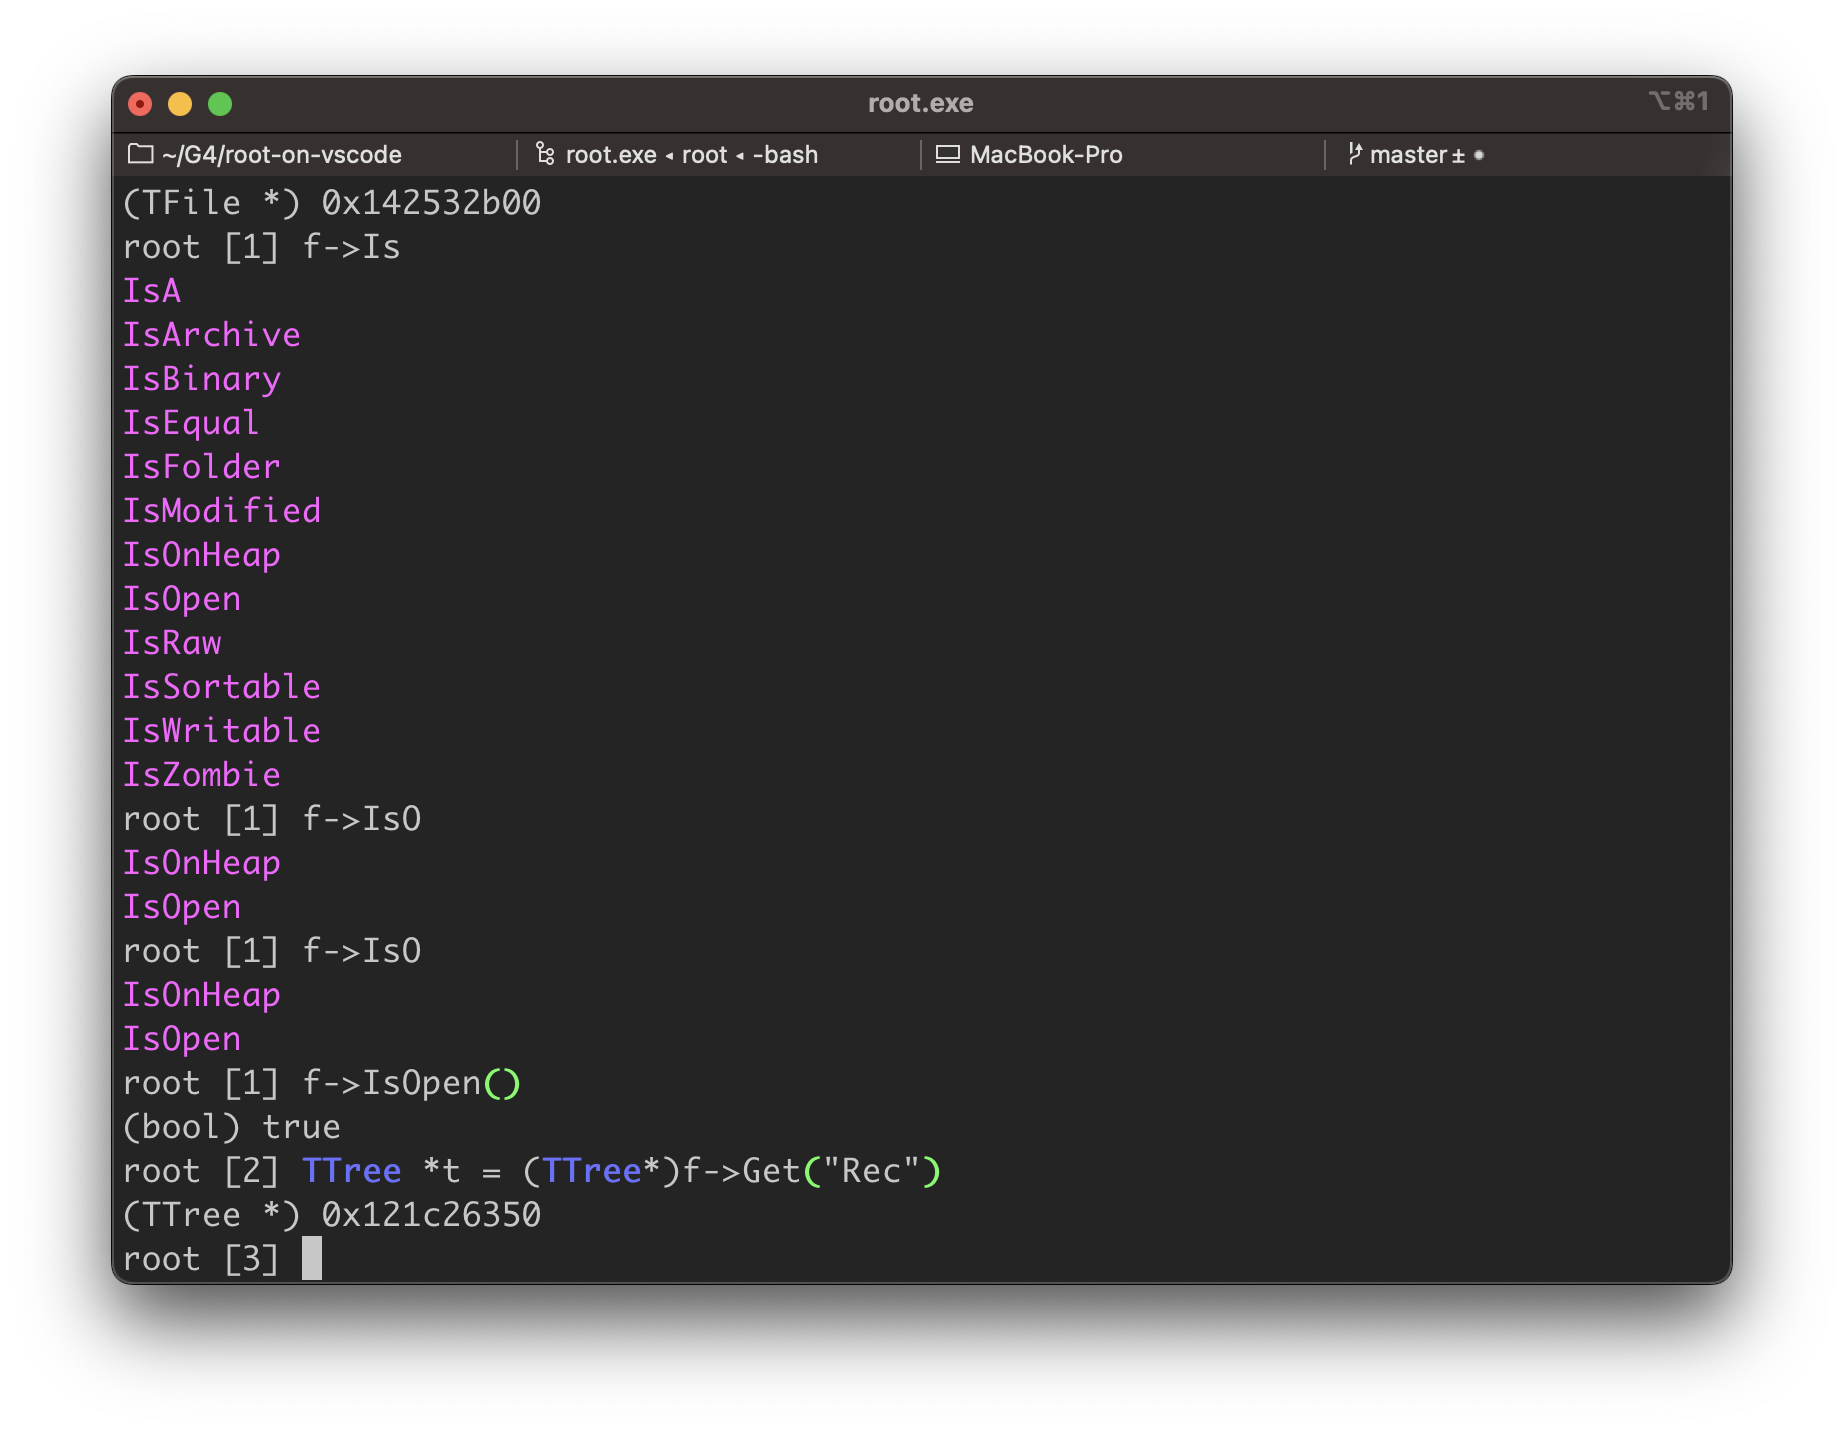 root.exe
⌥⌘1
~/G4/root-on-vscode
root.exe ◂ root ◂ -bash
MacBook-Pro
master ± ●
(TFile *) 0x142532b00
root [1] f->Is
IsA
IsArchive
IsBinary
IsEqual
IsFolder
IsModified
IsOnHeap
IsOpen
IsRaw
IsSortable
IsWritable
IsZombie
root [1] f->IsO
IsOnHeap
IsOpen
root [1] f->IsO
IsOnHeap
IsOpen
root [1] f->IsOpen()
(bool) true
root [2] TTree *t = (TTree*)f->Get("Rec")
(TTree *) 0x121c26350
root [3]